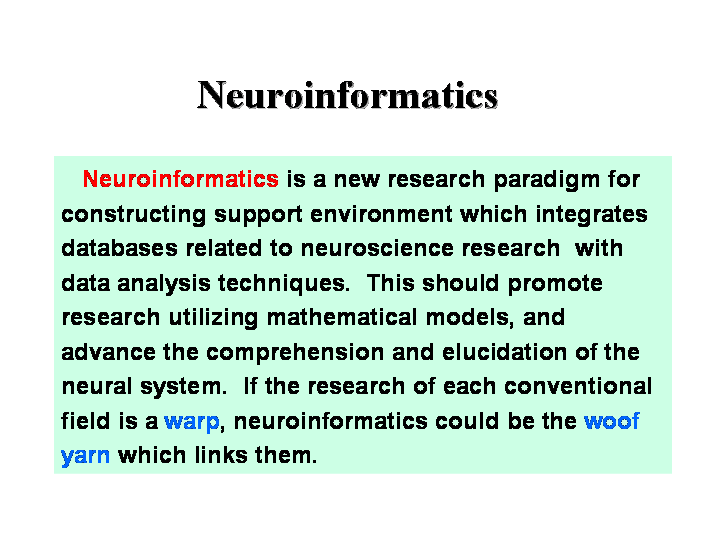 Neuroinformatics
Neuroinformatics is a new research paradigm for
constructing support environment which integrates
databases related to neuroscience research with
data analysis techniques. This should promote
research utilizing mathematical models, and
advance the comprehension and elucidation of the
neural system. If the research of each conventional
field is a warp, neuroinformatics could be the woof
yarn which links them.